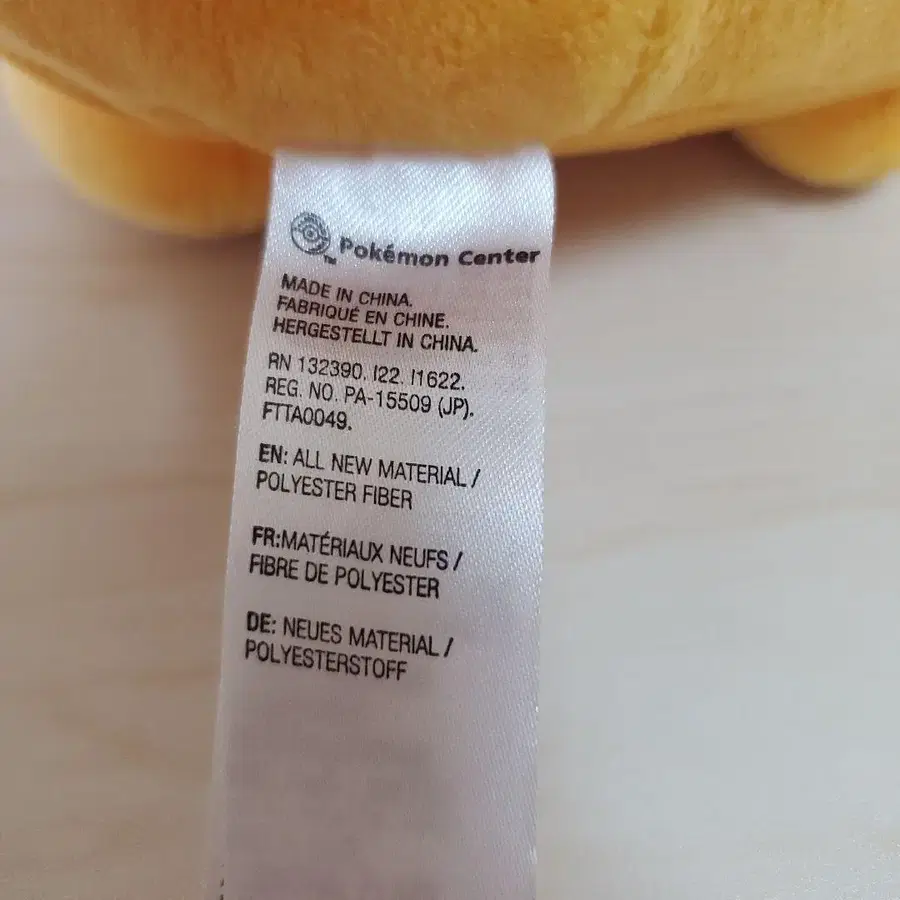 Pokémon Center
TM
MADE IN CHINA.
FABRIQUÉ EN CHINE.
HERGESTELLT IN CHINA.
RN 132390. I22. I1622.
REG. NO. PA-15509 (JP).
FTTA0049.
EN: ALL NEW MATERIAL /
POLYESTER FIBER
FR:MATÉRIAUX NEUFS /
FIBRE DE POLYESTER
DE: NEUES MATERIAL /
POLYESTERSTOFF